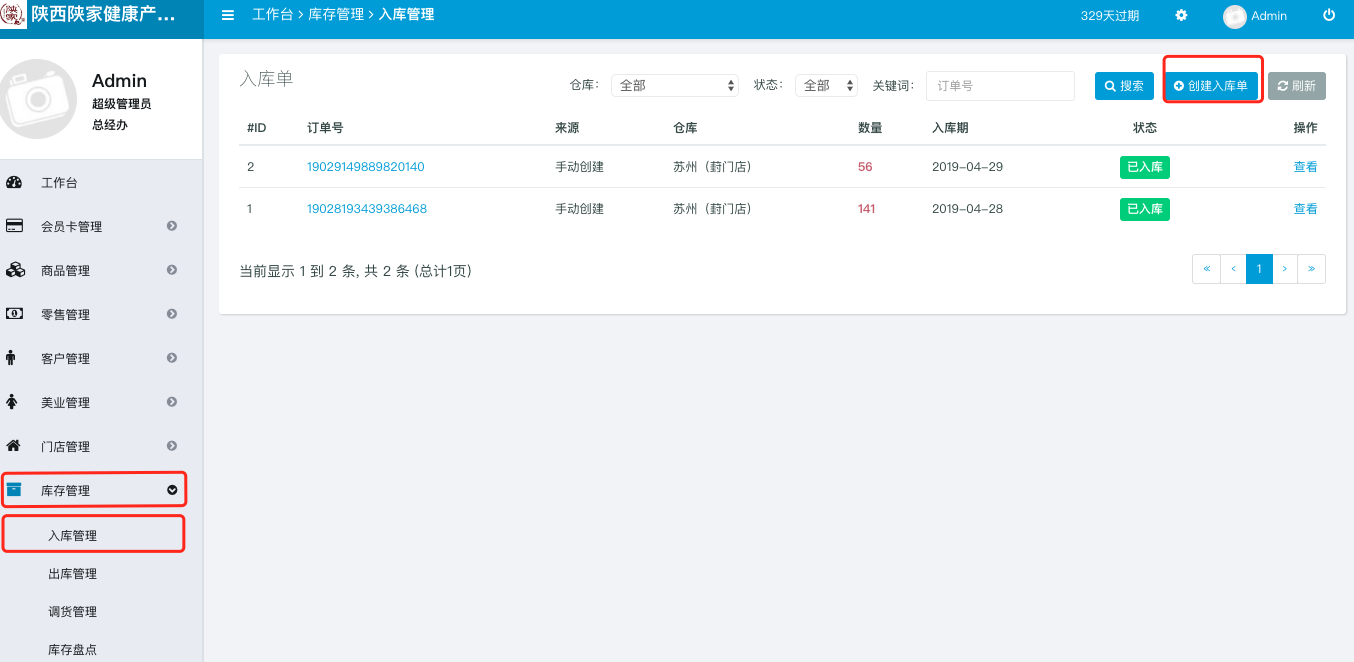 陕西陕家健康产...
工作台 › 库存管理 › 入库管理
329天过期
Admin
Admin
超级管理员
总经办
工作台
会员卡管理
商品管理
零售管理
客户管理
美业管理
门店管理
库存管理
入库管理
出库管理
调货管理
库存盘点
入库单
仓库: 全部 状态: 全部 关键词: 订单号 搜索 创建入库单 刷新
#ID 订单号 来源 仓库 数量 入库期 状态 操作
2 19029149889820140 手动创建 苏州（葑门店） 56 2019-04-29 已入库 查看
1 19028193439386468 手动创建 苏州（葑门店） 141 2019-04-28 已入库 查看
当前显示 1 到 2 条, 共 2 条 (总计1页)
« ‹ 1 › »